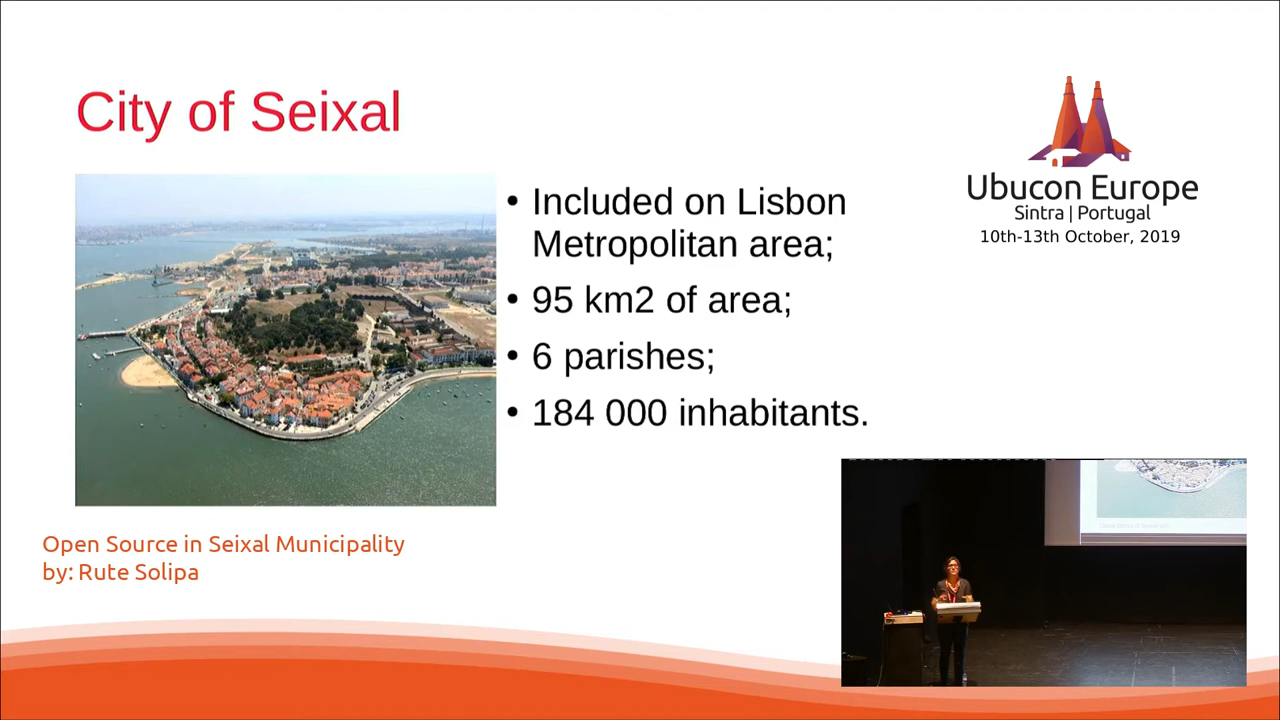 City of Seixal
• Included on Lisbon
Metropolitan area;
• 95 km2 of area;
• 6 parishes;
• 184 000 inhabitants.
Ubucon Europe
Sintra | Portugal
10th-13th October, 2019
Open Source in Seixal Municipality
by: Rute Solipa